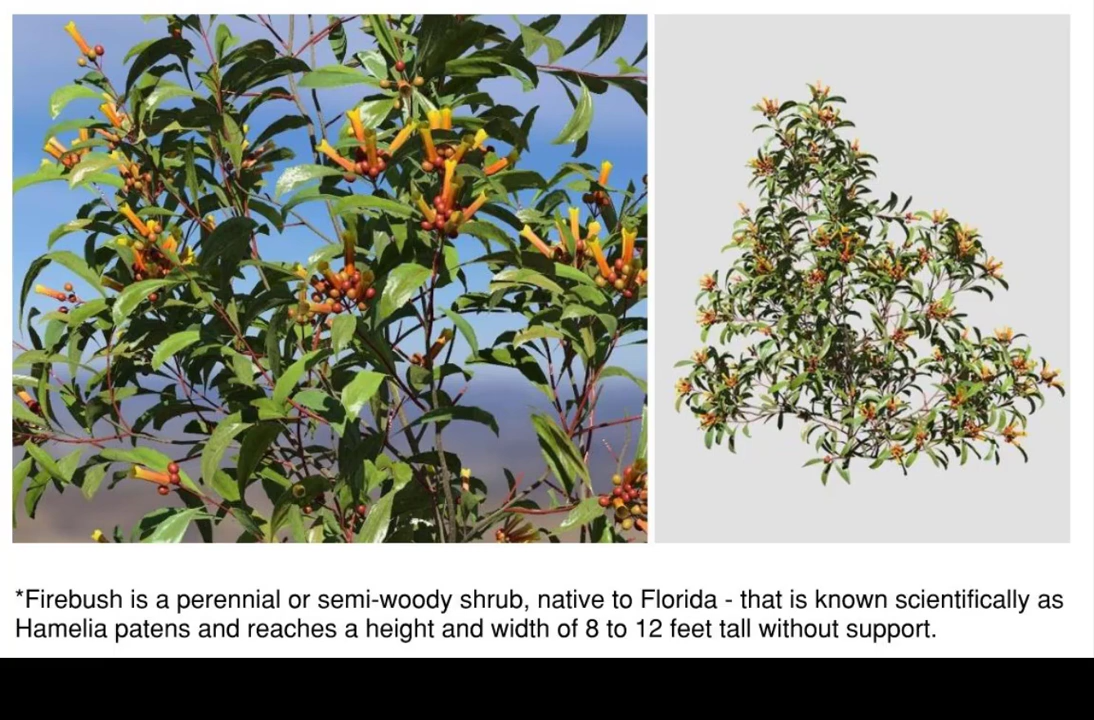 *Firebush is a perennial or semi-woody shrub, native to Florida - that is known scientifically as
Hamelia patens and reaches a height and width of 8 to 12 feet tall without support.